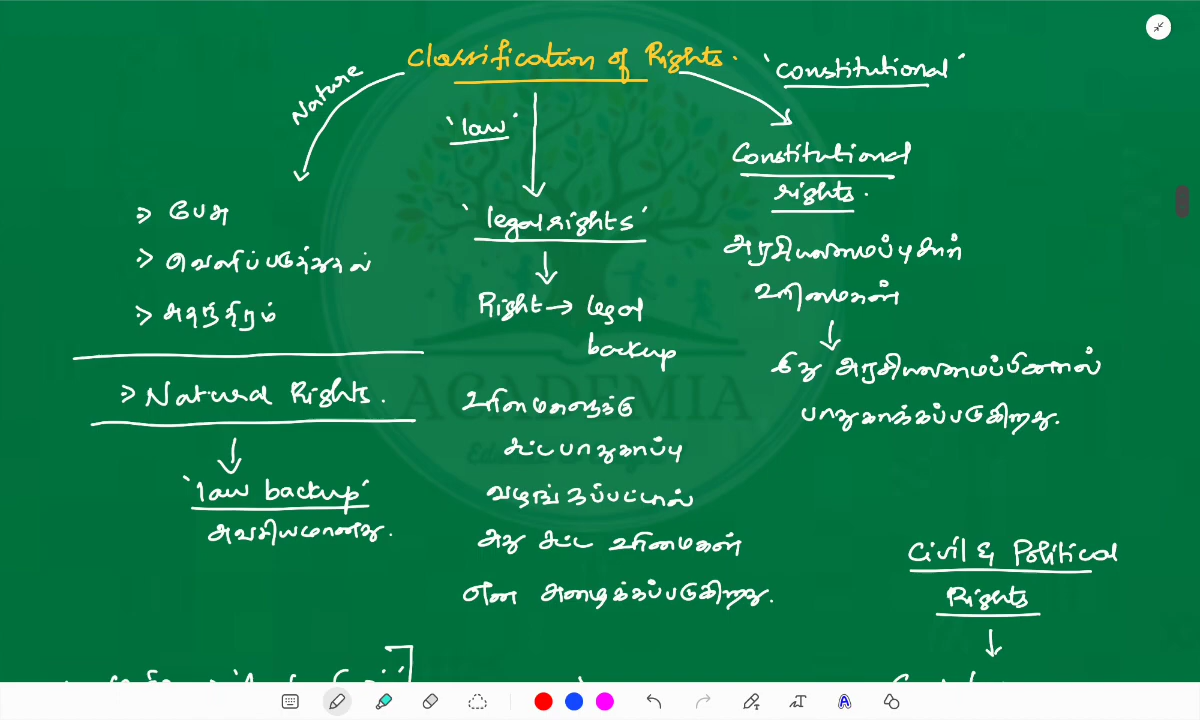 Classification of Rights.
'Constitutional'
Nature
'law'
Constitutional
rights.
⇒ பேசு
⇒ வெளிப்படுத்துதல்
⇒ சுதந்திரம்
⇒ Natural Rights.
'law backup'
அவசியமானது.
'legal rights'
Right → legal
backup
உரிமைகளுக்கு
சட்ட பாதுகாப்பு
வழங்கப்பட்டால்
அது சட்ட உரிமைகள்
என அழைக்கப்படுகிறது.
அரசியலமைப்புசார்
உரிமைகள்
இது அரசியலமைப்பினால்
பாதுகாக்கப்படுகிறது.
Civil & Political
Rights
ACADEMIA